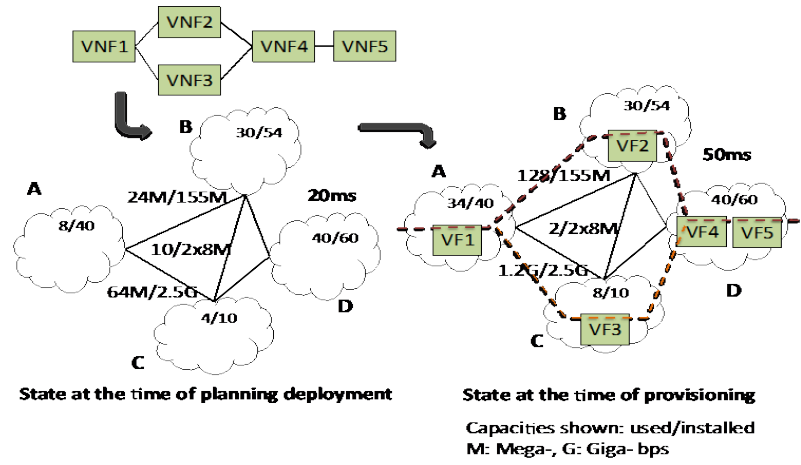 VNF1
VNF2
VNF3
VNF4
VNF5
B
30/54
24M/155M
20ms
A
8/40
10/2x8M
40/60
64M/2.5G
D
4/10
C
State at the time of planning deployment
B
30/54
VF2
50ms
128/155M
A
34/40
VF1
2/2x8M
40/60
VF4
VF5
1.2G/2.5G
D
8/10
VF3
C
State at the time of provisioning
Capacities shown: used/installed
M: Mega-, G: Giga- bps